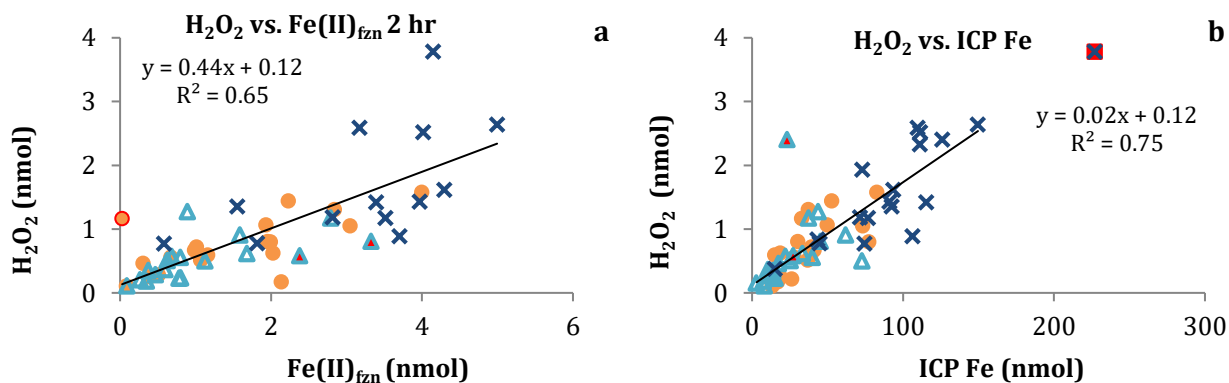 H₂O₂ vs. Fe(II)fzn 2 hr
a
y = 0.44x + 0.12
R² = 0.65
H₂O₂ (nmol)
4
3
2
1
0
0 2 4 6
Fe(II)fzn (nmol)
H₂O₂ vs. ICP Fe
b
y = 0.02x + 0.12
R² = 0.75
H₂O₂ (nmol)
4
3
2
1
0
0 100 200 300
ICP Fe (nmol)